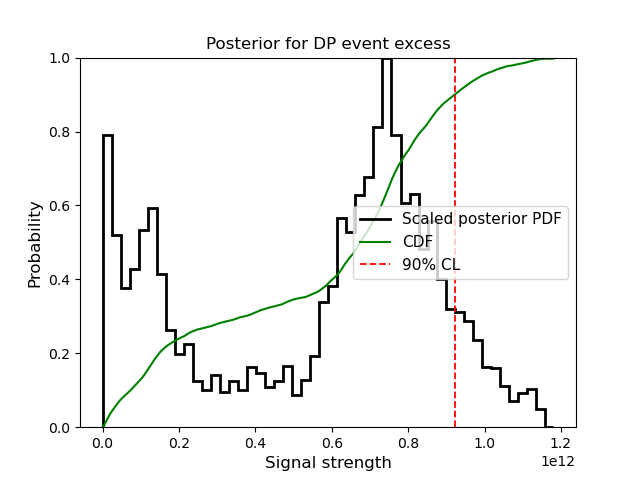 Posterior for DP event excess
Probability
1.0
0.8
0.6
0.4
0.2
0.0
Scaled posterior PDF
CDF
90% CL
0.0 0.2 0.4 0.6 0.8 1.0 1.2
1e12
Signal strength